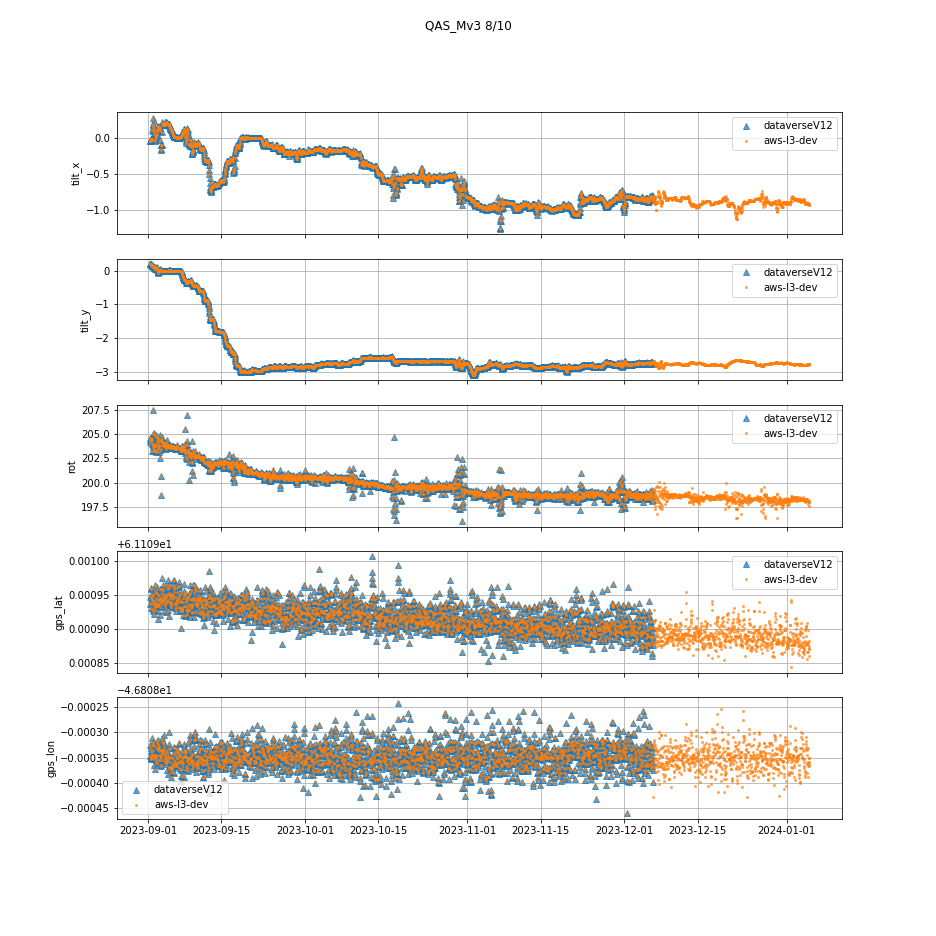 QAS_Mv3 8/10
0.0
−0.5
−1.0
tilt_x
dataverseV12
aws-l3-dev
0
−1
−2
−3
tilt_y
dataverseV12
aws-l3-dev
207.5
205.0
202.5
200.0
197.5
rot
dataverseV12
aws-l3-dev
+6.1109e1
0.00100
0.00095
0.00090
0.00085
gps_lat
dataverseV12
aws-l3-dev
−4.6808e1
−0.00025
−0.00030
−0.00035
−0.00040
−0.00045
gps_lon
dataverseV12
aws-l3-dev
2023-09-01 2023-09-15 2023-10-01 2023-10-15 2023-11-01 2023-11-15 2023-12-01 2023-12-15 2024-01-01